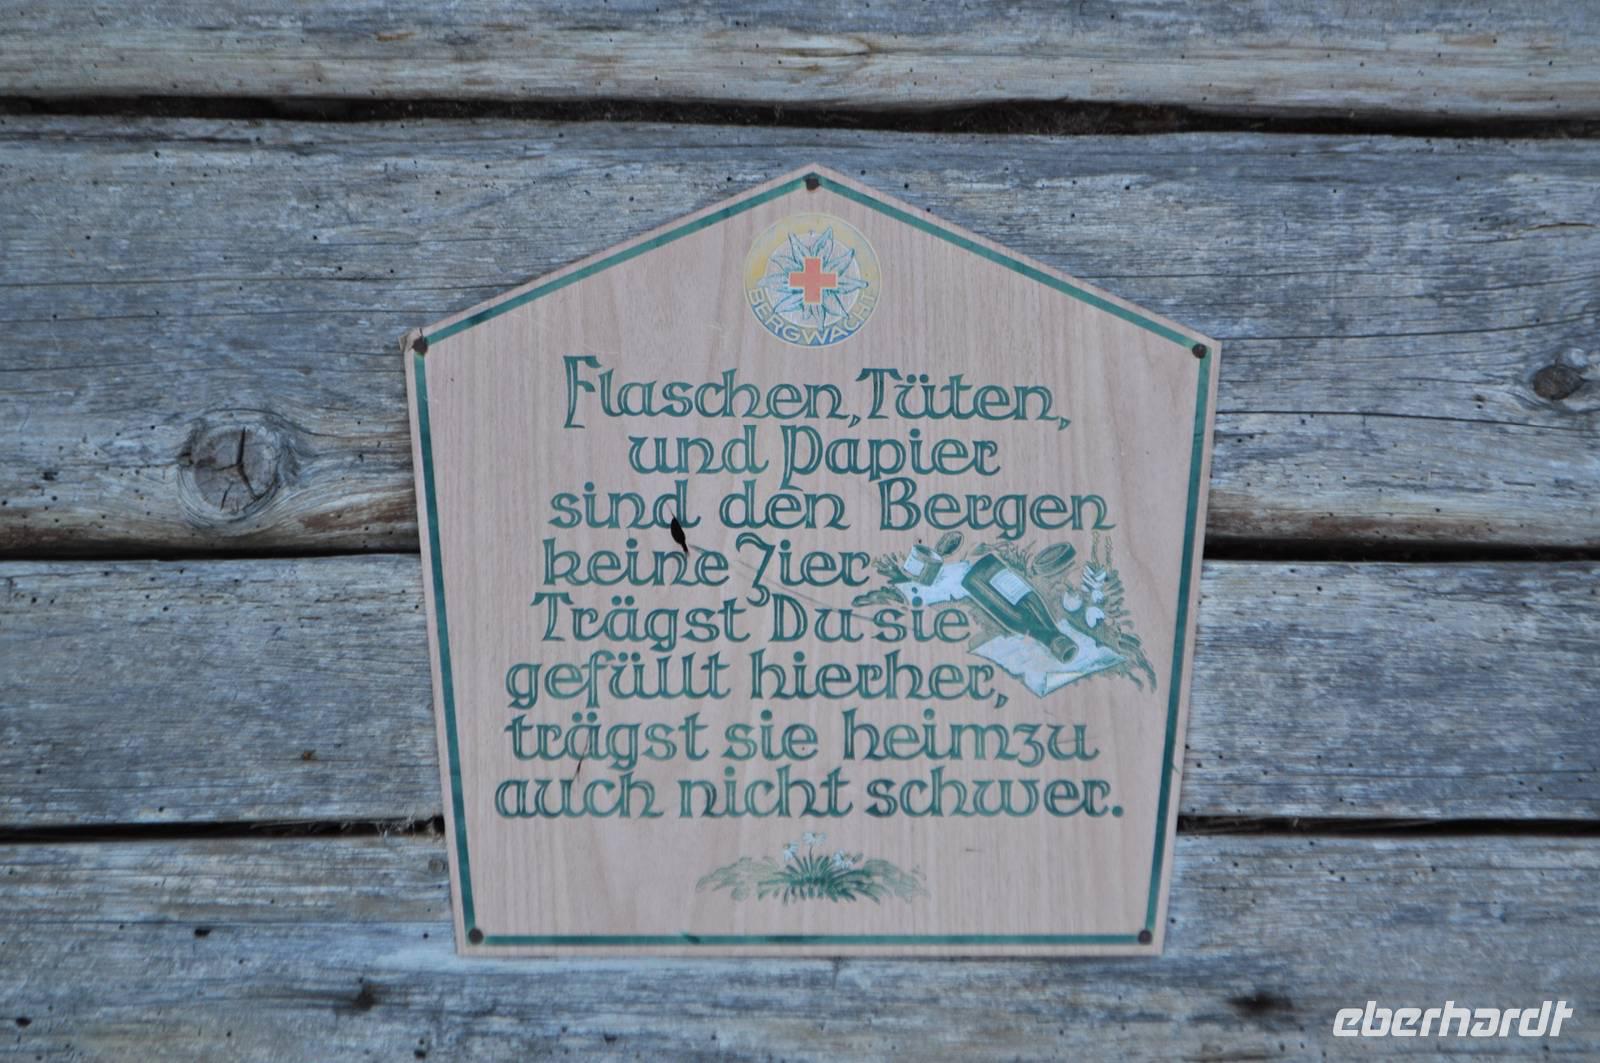 BERGWACHT
Flaschen, Tüten,
und Papier
sind den Bergen
keine Zier
Trägst Du sie
gefüllt hierher,
trägst sie heimzu
auch nicht schwer.
eberhardt